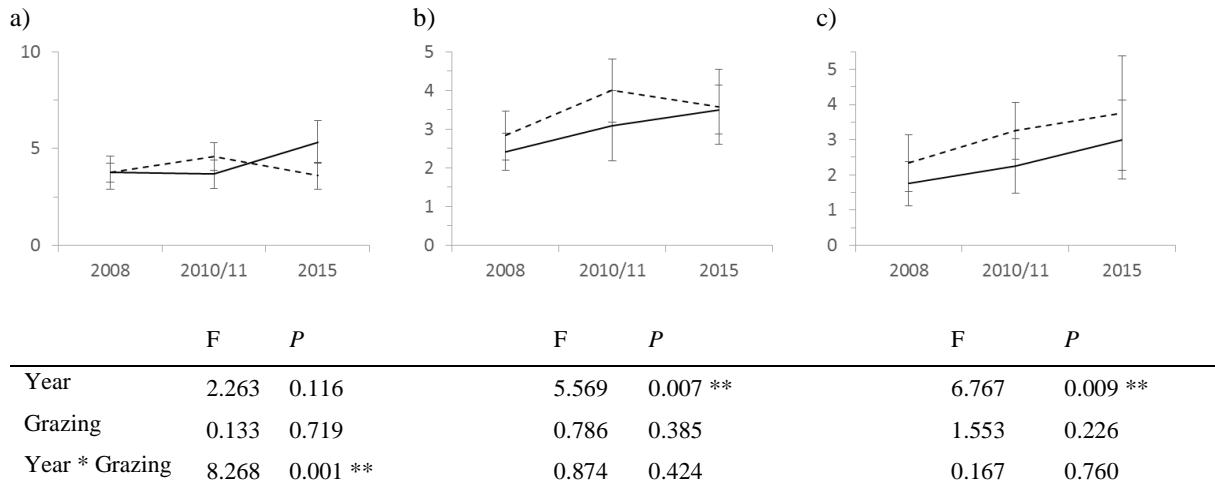 a) b) c)
10
5
0
2008 2010/11 2015
5
4
3
2
1
0
2008 2010/11 2015
5
4
3
2
1
0
2008 2010/11 2015
F P F P F P
Year 2.263 0.116 5.569 0.007 ** 6.767 0.009 **
Grazing 0.133 0.719 0.786 0.385 1.553 0.226
Year * Grazing 8.268 0.001 ** 0.874 0.424 0.167 0.760